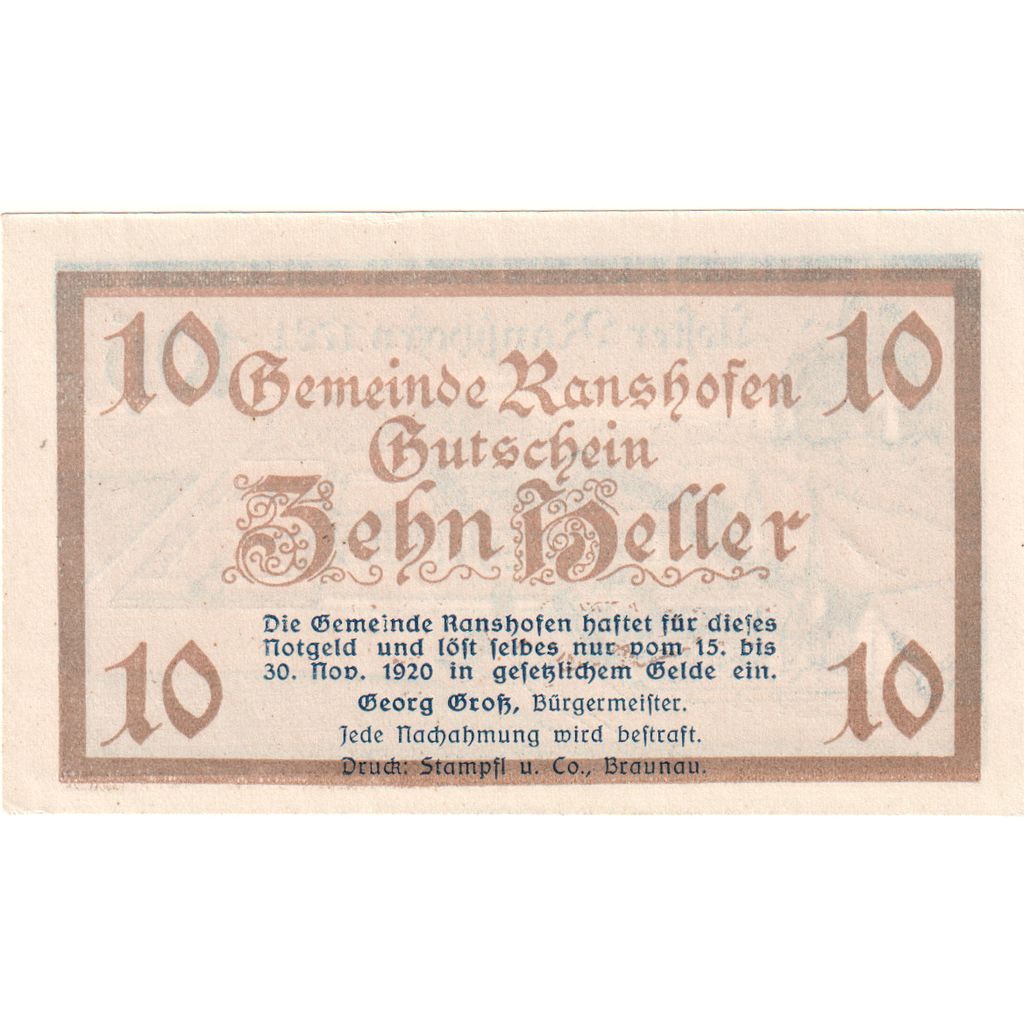 10 10
Gemeinde Ranshofen
Gutschein
Zehn Heller
Die Gemeinde Ranshofen haftet für dieses
Notgeld und löst selbes nur vom 15. bis
30. Nov. 1920 in gesetzlichem Gelde ein.
10 10
Georg Groß, Bürgermeister.
Jede Nachahmung wird bestraft.
Druck: Stampfl u. Co., Braunau.